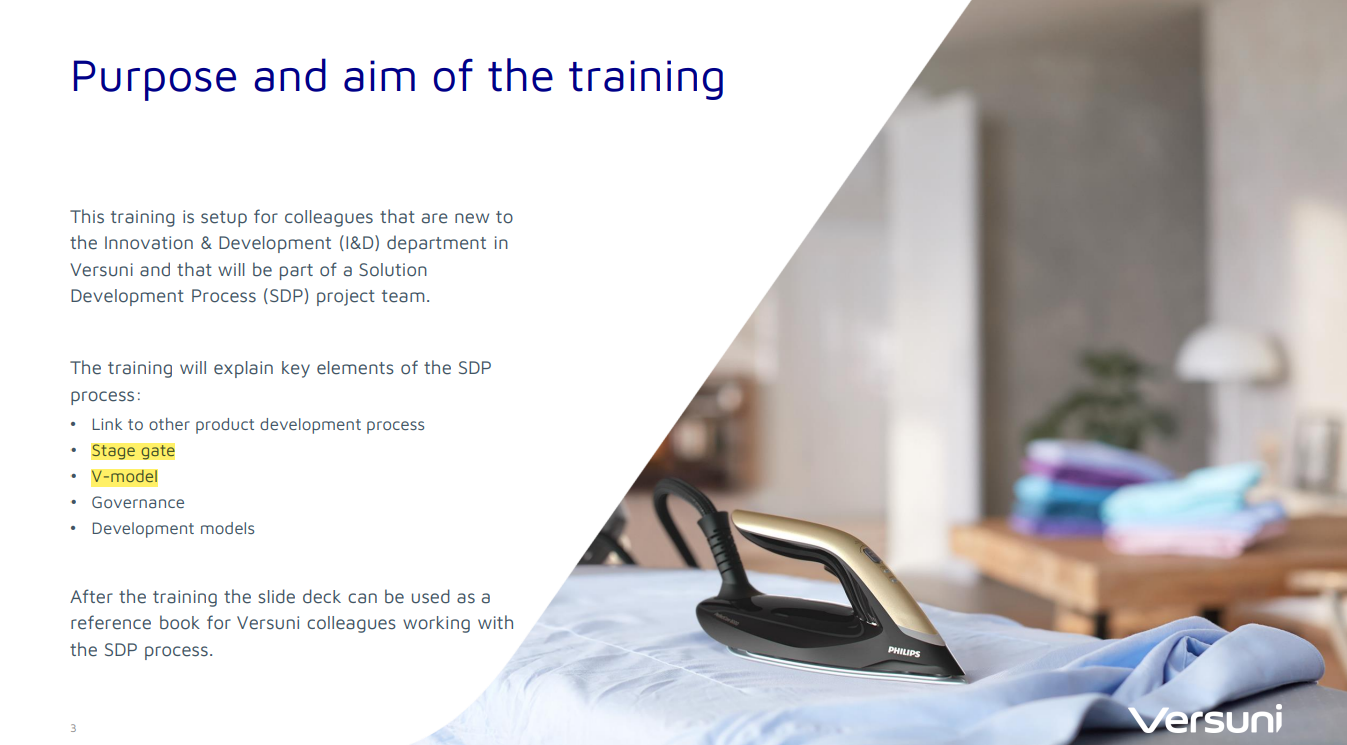 Purpose and aim of the training
This training is setup for colleagues that are new to
the Innovation & Development (I&D) department in
Versuni and that will be part of a Solution
Development Process (SDP) project team.
The training will explain key elements of the SDP
process:
• Link to other product development process
• Stage gate
• V-model
• Governance
• Development models
After the training the slide deck can be used as a
reference book for Versuni colleagues working with
the SDP process.
PHILIPS
3
Versuni